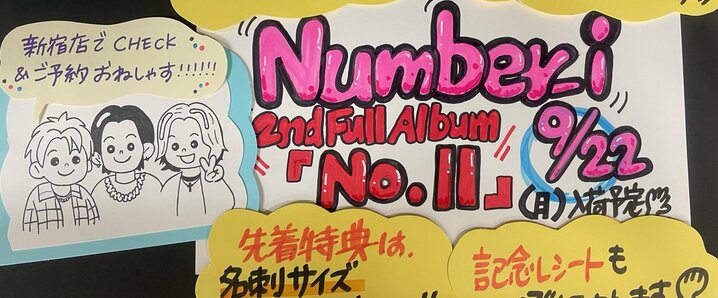 新宿店でCHECK
&ご予約おねしゃす!!!!!!
Number_i
2nd Full Album
「No.II」
9/22
(月)入荷予定
先着特典は、
名刺りサイズ
記念レシートも